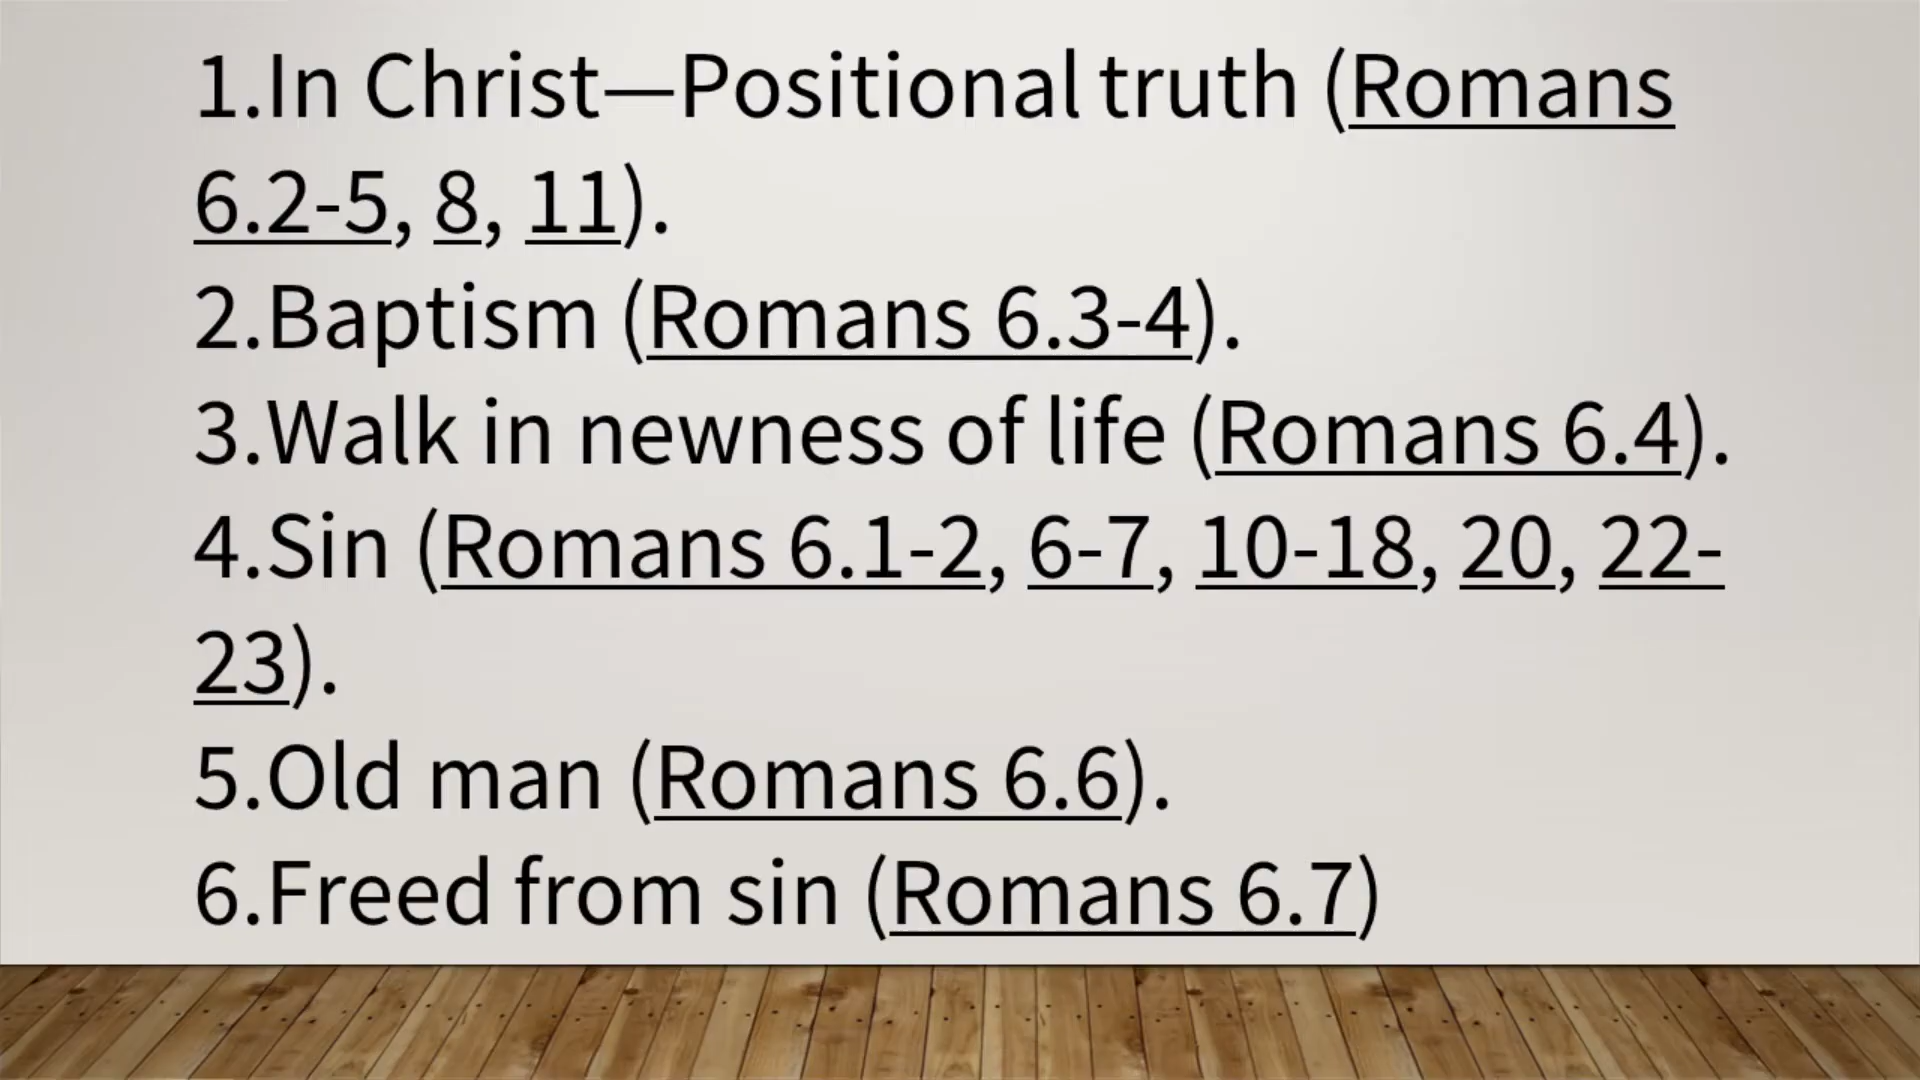 1.In Christ—Positional truth (Romans
6.2-5, 8, 11).
2.Baptism (Romans 6.3-4).
3.Walk in newness of life (Romans 6.4).
4.Sin (Romans 6.1-2, 6-7, 10-18, 20, 22-
23).
5.Old man (Romans 6.6).
6.Freed from sin (Romans 6.7)